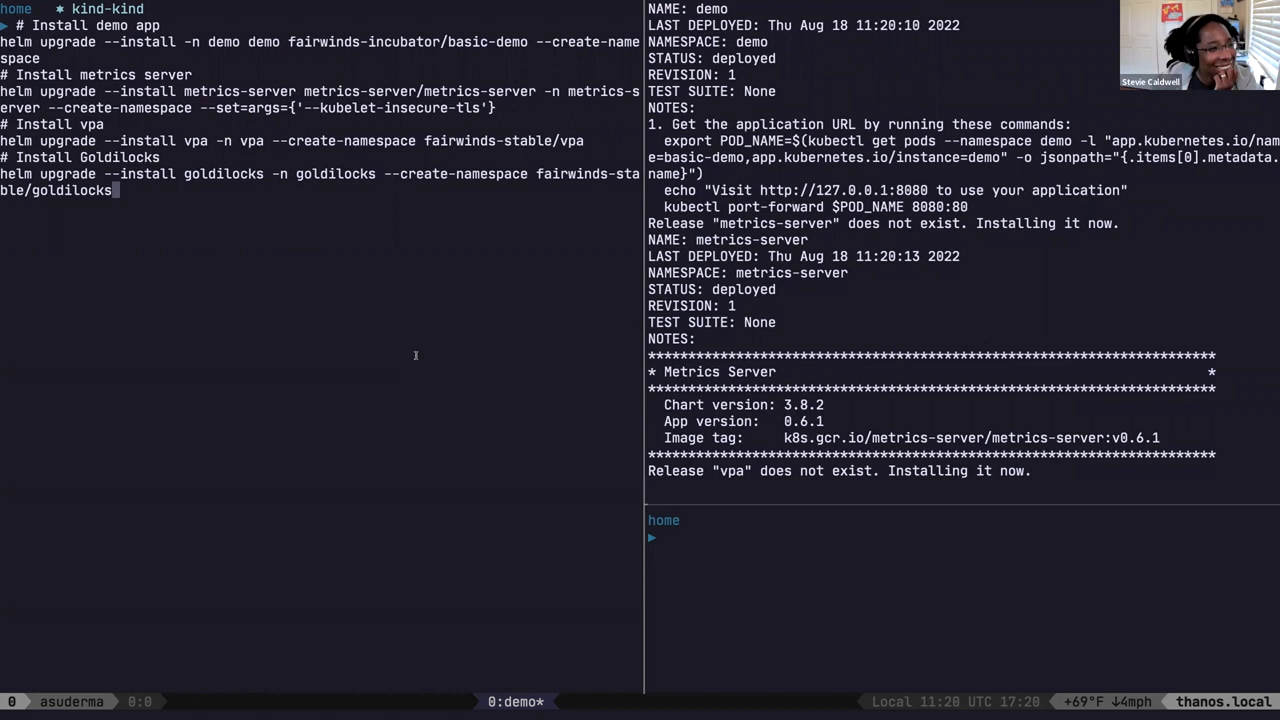 home   * kind-kind
▶ # Install demo app
helm upgrade --install -n demo demo fairwinds-incubator/basic-demo --create-name
space
# Install metrics server
helm upgrade --install metrics-server metrics-server/metrics-server -n metrics-s
erver --create-namespace --set=args={'--kubelet-insecure-tls'}
# Install vpa
helm upgrade --install vpa -n vpa --create-namespace fairwinds-stable/vpa
# Install Goldilocks
helm upgrade --install goldilocks -n goldilocks --create-namespace fairwinds-sta
ble/goldilocks
NAME: demo
LAST DEPLOYED: Thu Aug 18 11:20:10 2022
NAMESPACE: demo
STATUS: deployed
REVISION: 1
TEST SUITE: None
NOTES:
1. Get the application URL by running these commands:
  export POD_NAME=$(kubectl get pods --namespace demo -l "app.kubernetes.io/nam
e=basic-demo,app.kubernetes.io/instance=demo" -o jsonpath="{.items[0].metadata.
name}")
  echo "Visit http://127.0.0.1:8080 to use your application"
  kubectl port-forward $POD_NAME 8080:80
Release "metrics-server" does not exist. Installing it now.
NAME: metrics-server
LAST DEPLOYED: Thu Aug 18 11:20:13 2022
NAMESPACE: metrics-server
STATUS: deployed
REVISION: 1
TEST SUITE: None
NOTES:
***********************************************************************
* Metrics Server                                                      *
***********************************************************************
  Chart version: 3.8.2
  App version:   0.6.1
  Image tag:     k8s.gcr.io/metrics-server/metrics-server:v0.6.1
***********************************************************************
Release "vpa" does not exist. Installing it now.
home
▶
Stevie Caldwell
0 asuderma 0:0 0:demo* Local 11:20 UTC 17:20 +69°F ↓4mph thanos.local